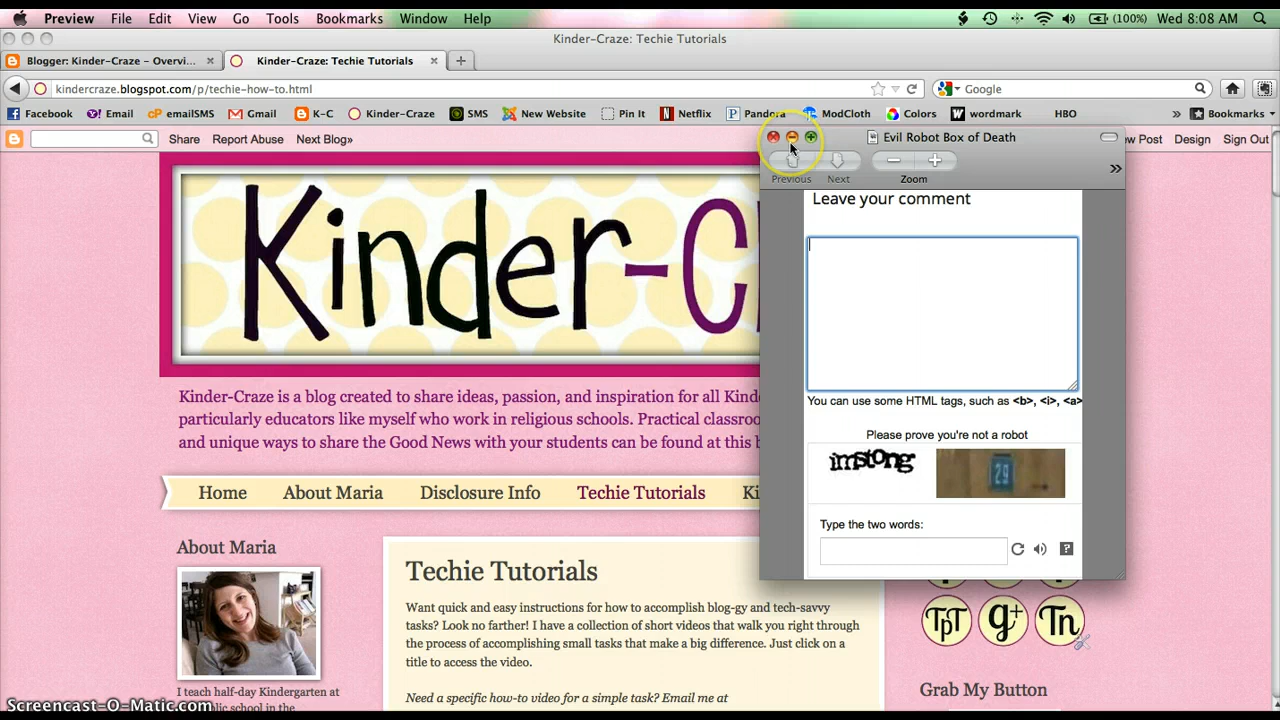 Preview File Edit View Go Tools Bookmarks Window Help (100%) Wed 8:08 AM
Kinder-Craze: Techie Tutorials
Blogger: Kinder-Craze – Overvi... Kinder-Craze: Techie Tutorials
kindercraze.blogspot.com/p/techie-how-to.html Google
Facebook Email emailSMS Gmail K-C Kinder-Craze SMS New Website Pin It Netflix Pandora ModCloth Colors wordmark HBO » Bookmarks
Share Report Abuse Next Blog» Evil Robot Box of Death Post Design Sign Out
Previous Next Zoom
Leave your comment
Kinder-C
You can use some HTML tags, such as <b>, <i>, <a>
Kinder-Craze is a blog created to share ideas, passion, and inspiration for all
particularly educators like myself who work in religious schools. Practical
and unique ways to share the Good News with your students can be found at this
Please prove you're not a robot
imstong 29
Home About Maria Disclosure Info Techie Tutorials
Type the two words:
About Maria
Techie Tutorials
Want quick and easy instructions for how to accomplish blog-gy and tech-savvy
tasks? Look no farther! I have a collection of short videos that walk you right through
the process of accomplishing small tasks that make a big difference. Just click on a
title to access the video.
Need a specific how-to video for a simple task? Email me at
TpT g+ Tn
Grab My Button
I teach half-day Kindergarten at
school in the
Screencast-O-Matic.com